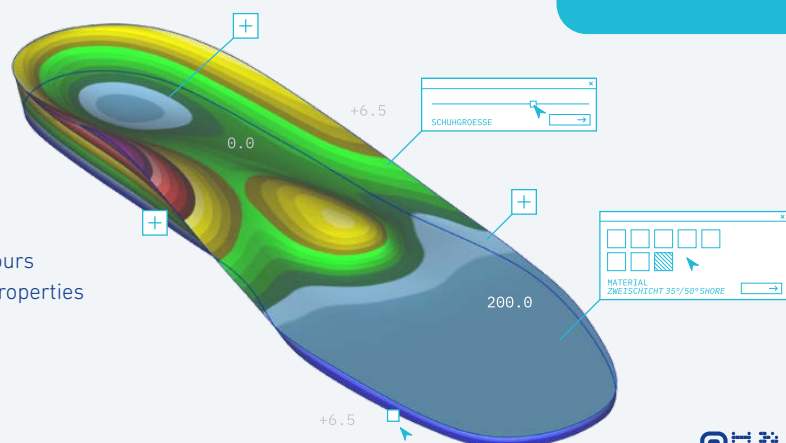 +6.5
SCHUHGROESSE
0.0
ours
roperties
MATERIAL
ZWEISCHICHT 35°/50° SHORE
200.0
+6.5